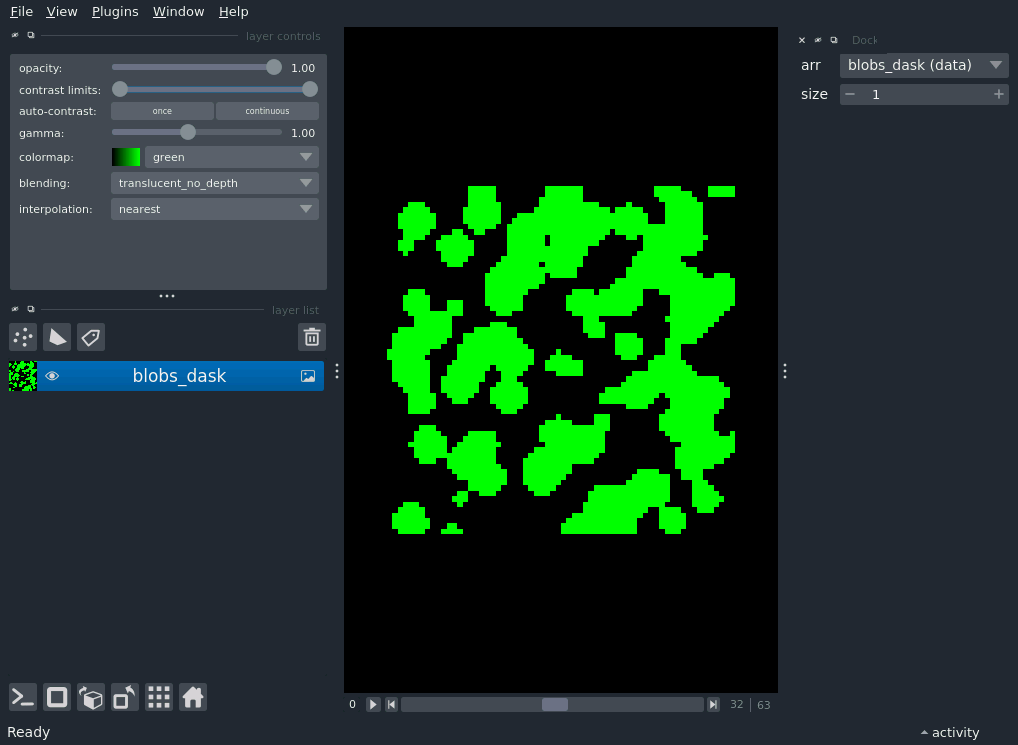 File View Plugins Window Help
layer controls
opacity: 1.00
contrast limits:
auto-contrast: once continuous
gamma: 1.00
colormap: green
blending: translucent_no_depth
interpolation: nearest
layer list
blobs_dask
Dock
arr blobs_dask (data)
size 1
0 32 63
Ready
activity